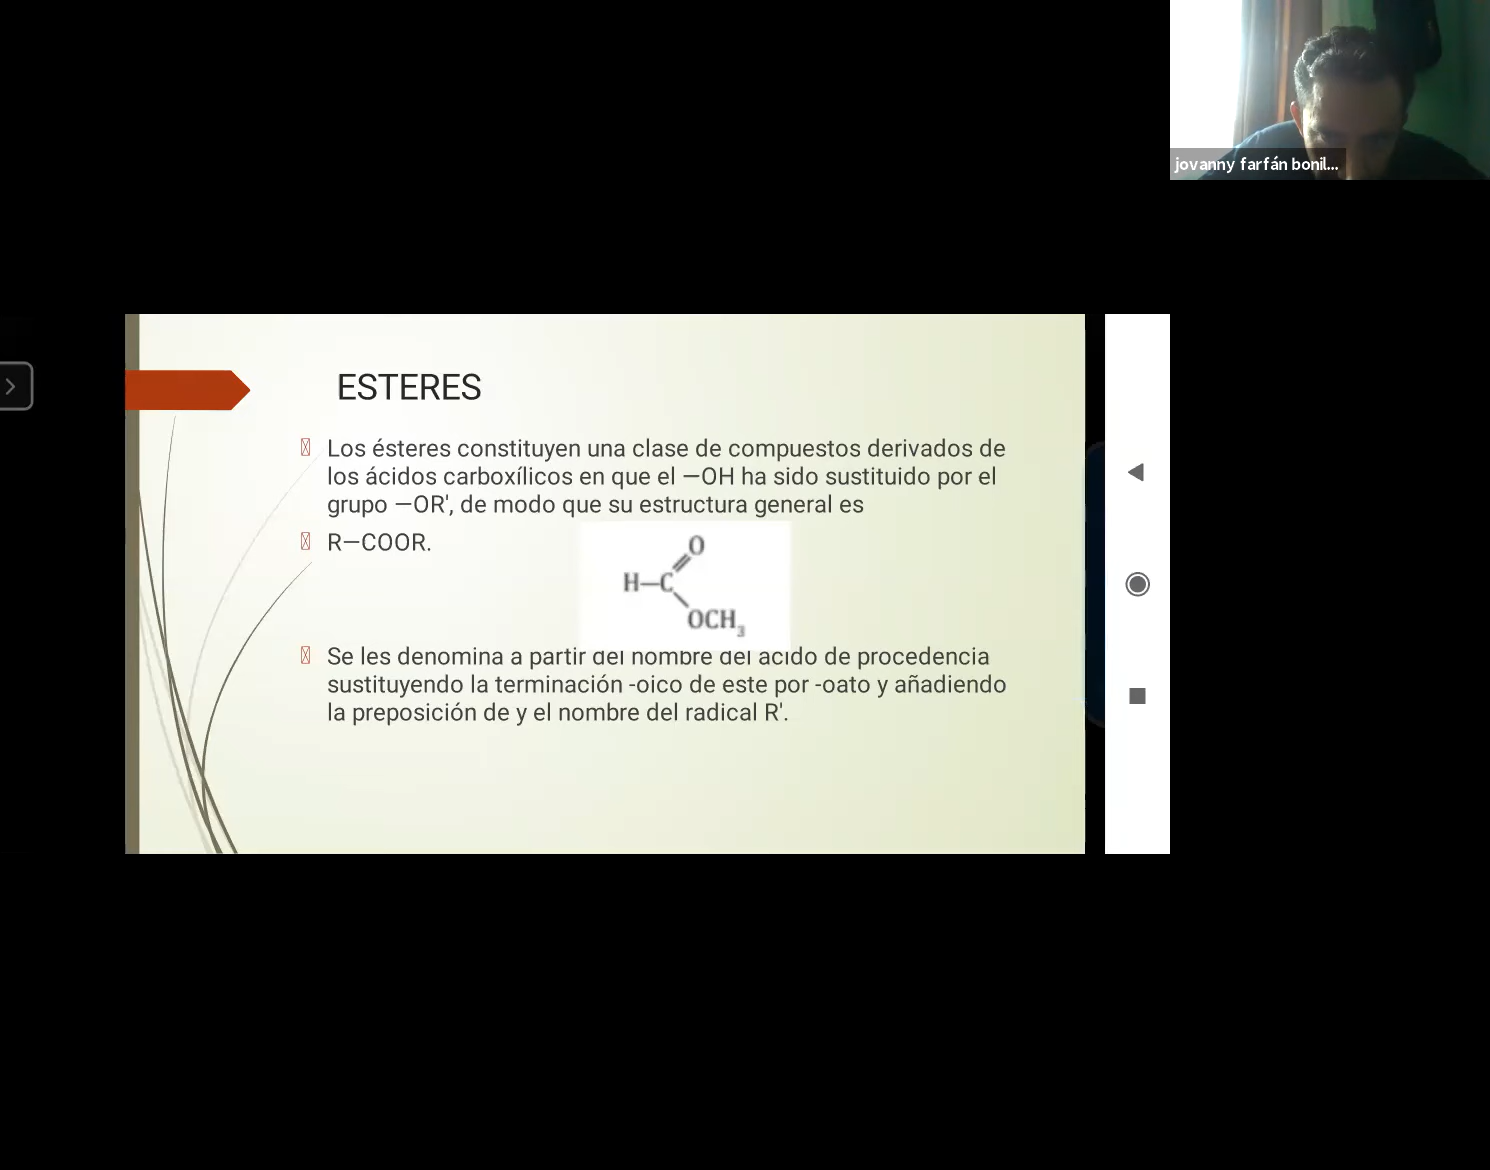 jovanny farfán bonil...
ESTERES
Los ésteres constituyen una clase de compuestos derivados de
los ácidos carboxílicos en que el —OH ha sido sustituido por el
grupo —OR', de modo que su estructura general es
R—COOR.
O
H—C
OCH₃
Se les denomina a partir del nombre del ácido de procedencia
sustituyendo la terminación -oico de este por -oato y añadiendo
la preposición de y el nombre del radical R'.